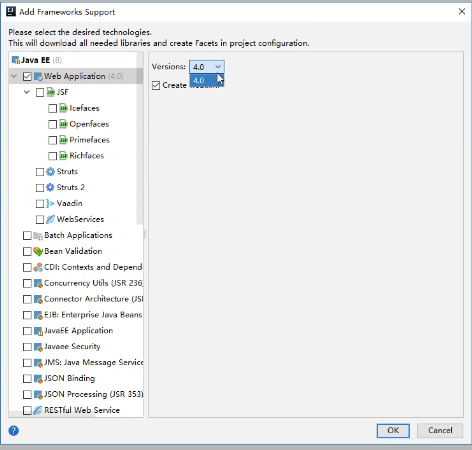 Add Frameworks Support
Please select the desired technologies.
This will download all needed libraries and create Facets in project configuration.
Java EE (8)
Web Application (4.0)
JSF
Icefaces
Openfaces
Primefaces
Richfaces
Struts
Struts 2
Vaadin
WebServices
Batch Applications
Bean Validation
CDI: Contexts and Depend
Concurrency Utils (JSR 236
Connector Architecture (JSI
EJB: Enterprise Java Beans
JavaEE Application
Javaee Security
JMS: Java Message Service
JSON Binding
JSON Processing (JSR 353)
RESTful Web Service
Versions: 4.0
4.0
Create
OK
Cancel